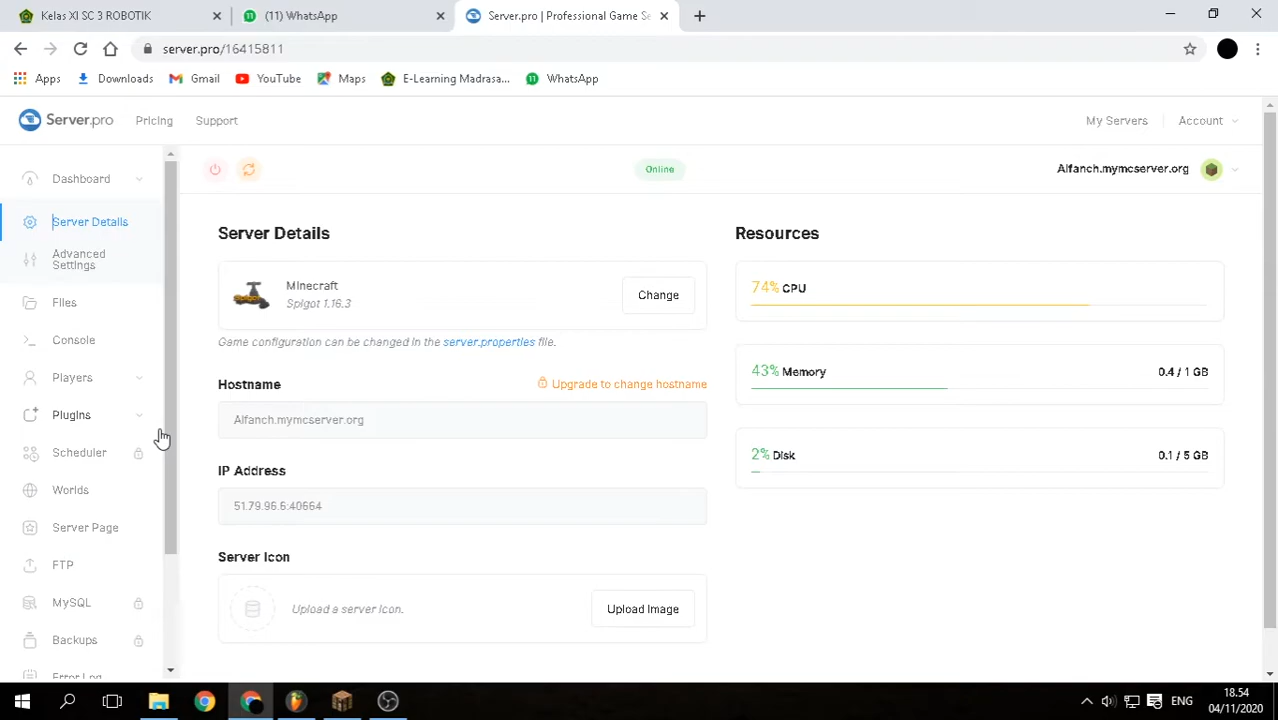 Kelas XI SC 3 ROBOTIK
(11) WhatsApp
Server.pro | Professional Game Se
server.pro/16415811
Apps
Downloads
Gmail
YouTube
Maps
E-Learning Madrasa...
WhatsApp
Server.pro
Pricing
Support
My Servers
Account
Dashboard
Online
Alfanch.mymcserver.org
Server Details
Advanced
Settings
Files
Console
Players
Plugins
Scheduler
Worlds
Server Page
FTP
MySQL
Backups
Error Log
Server Details
Minecraft
Spigot 1.16.3
Change
Game configuration can be changed in the server.properties file.
Hostname
Upgrade to change hostname
Alfanch.mymcserver.org
IP Address
51.79.96.6:40664
Server Icon
Upload a server icon.
Upload Image
Resources
74% CPU
43% Memory
0.4 / 1 GB
2% Disk
0.1 / 5 GB
ENG
18.54
04/11/2020